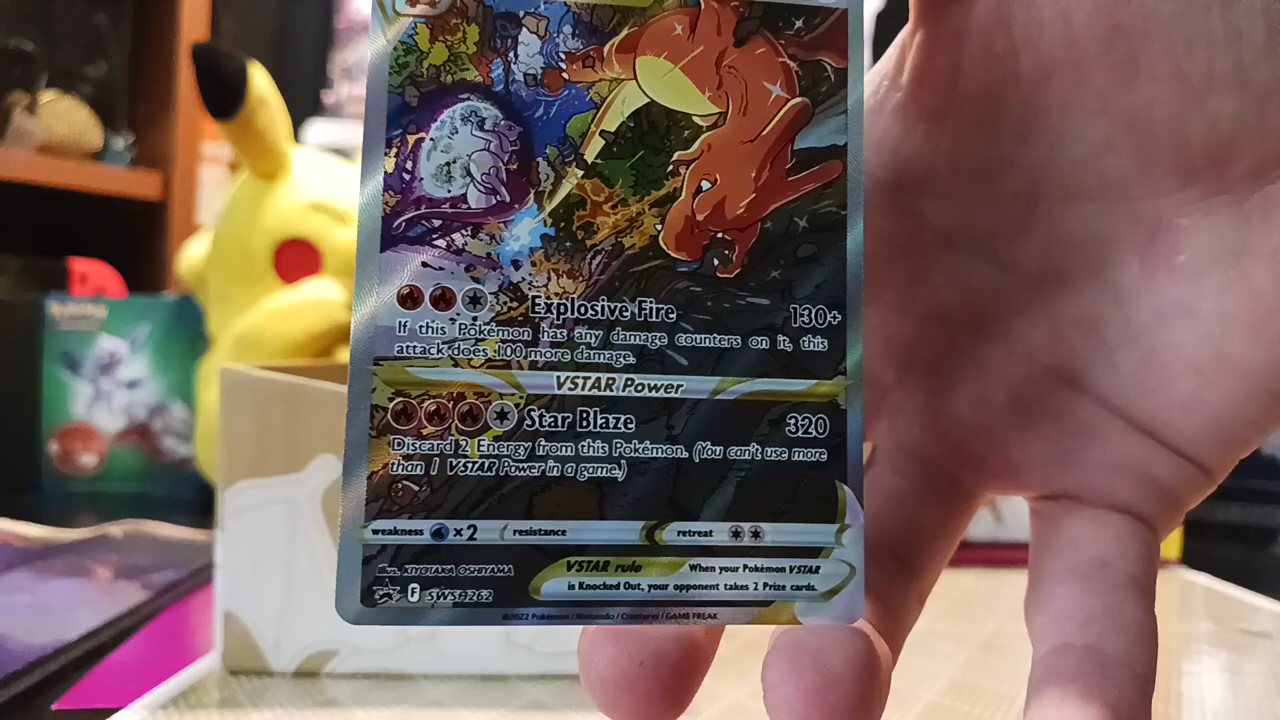 Explosive Fire 130+
If this Pokémon has any damage counters on it, this
attack does 100 more damage.
VSTAR Power
Star Blaze 320
Discard 2 Energy from this Pokémon. (You can't use more
than 1 VSTAR Power in a game.)
weakness ×2 resistance retreat
Illus. KIYOTAKA OSHIYAMA
VSTAR rule When your Pokémon VSTAR
is Knocked Out, your opponent takes 2 Prize cards.
F SWSH262
©2022 Pokémon / Nintendo / Creatures / GAME FREAK